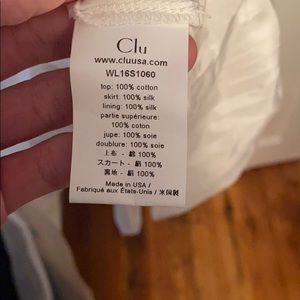 Clu
www.cluusa.com
WL16S1060
top: 100% cotton
skirt: 100% silk
lining: 100% silk
partie supérieure:
100% coton
jupe: 100% soie
doublure: 100% soie
上布 - 綿 100%
スカート - 絹 100%
裏地 - 絹 100%
Made in USA /
Fabriqué aux États-Unis / 米国製